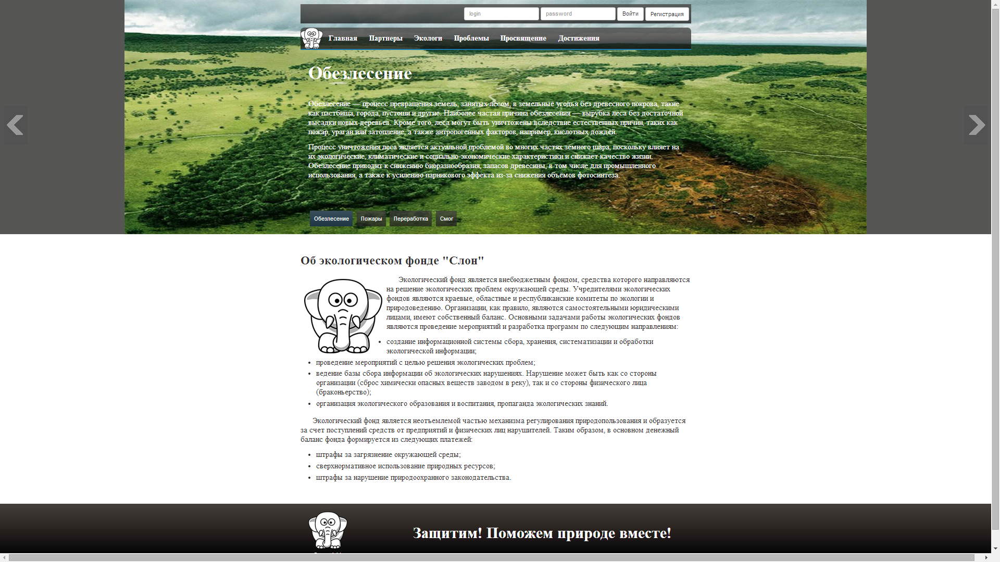 login password Войти Регистрация
Главная Партнеры Экологи Проблемы Просвящение Достижения
Обезлесение
Обезлесение — процесс превращения земель, занятых лесом, в земельные угодья без древесного покрова, такие
как пастбища, города, пустоши и другие. Наиболее частая причина обезлесения — вырубка леса без достаточной
высадки новых деревьев. Кроме того, леса могут быть уничтожены вследствие естественных причин, таких как
пожар, ураган или затопление, а также антропогенных факторов, например, кислотных дождей.
Процесс уничтожения леса является актуальной проблемой во многих частях земного шара, поскольку влияет на
их экологические, климатические и социально-экономические характеристики и снижает качество жизни.
Обезлесение приводит к снижению биоразнообразия, запасов древесины, в том числе для промышленного
использования, а также к усилению парникового эффекта из-за снижения объёмов фотосинтеза.
Обезлесение Пожары Переработка Смог
Об экологическом фонде "Слон"
Экологический фонд является внебюджетным фондом, средства которого направляются
на решение экологических проблем окружающей среды. Учредителями экологических
фондов являются краевые, областные и республиканские комитеты по экологии и
природоведению. Организации, как правило, являются самостоятельными юридическими
лицами, имеют собственный баланс. Основными задачами работы экологических фондов
являются проведение мероприятий и разработка программ по следующим направлениям:
• создание информационной системы сбора, хранения, систематизации и обработки
экологической информации;
• проведение мероприятий с целью решения экологических проблем;
• ведение базы сбора информации об экологических нарушениях. Нарушение может быть как со стороны
организации (сброс химически опасных веществ заводом в реку), так и со стороны физического лица
(браконьерство);
• организация экологического образования и воспитания, пропаганда экологических знаний.
Экологический фонд является неотъемлемой частью механизма регулирования природопользования и образуется
за счет поступлений средств от предприятий и физических лиц нарушителей. Таким образом, в основном денежный
баланс фонда формируется из следующих платежей:
• штрафы за загрязнение окружающей среды;
• сверхнормативное использование природных ресурсов;
• штрафы за нарушение природоохранного законодательства.
Защитим! Поможем природе вместе!